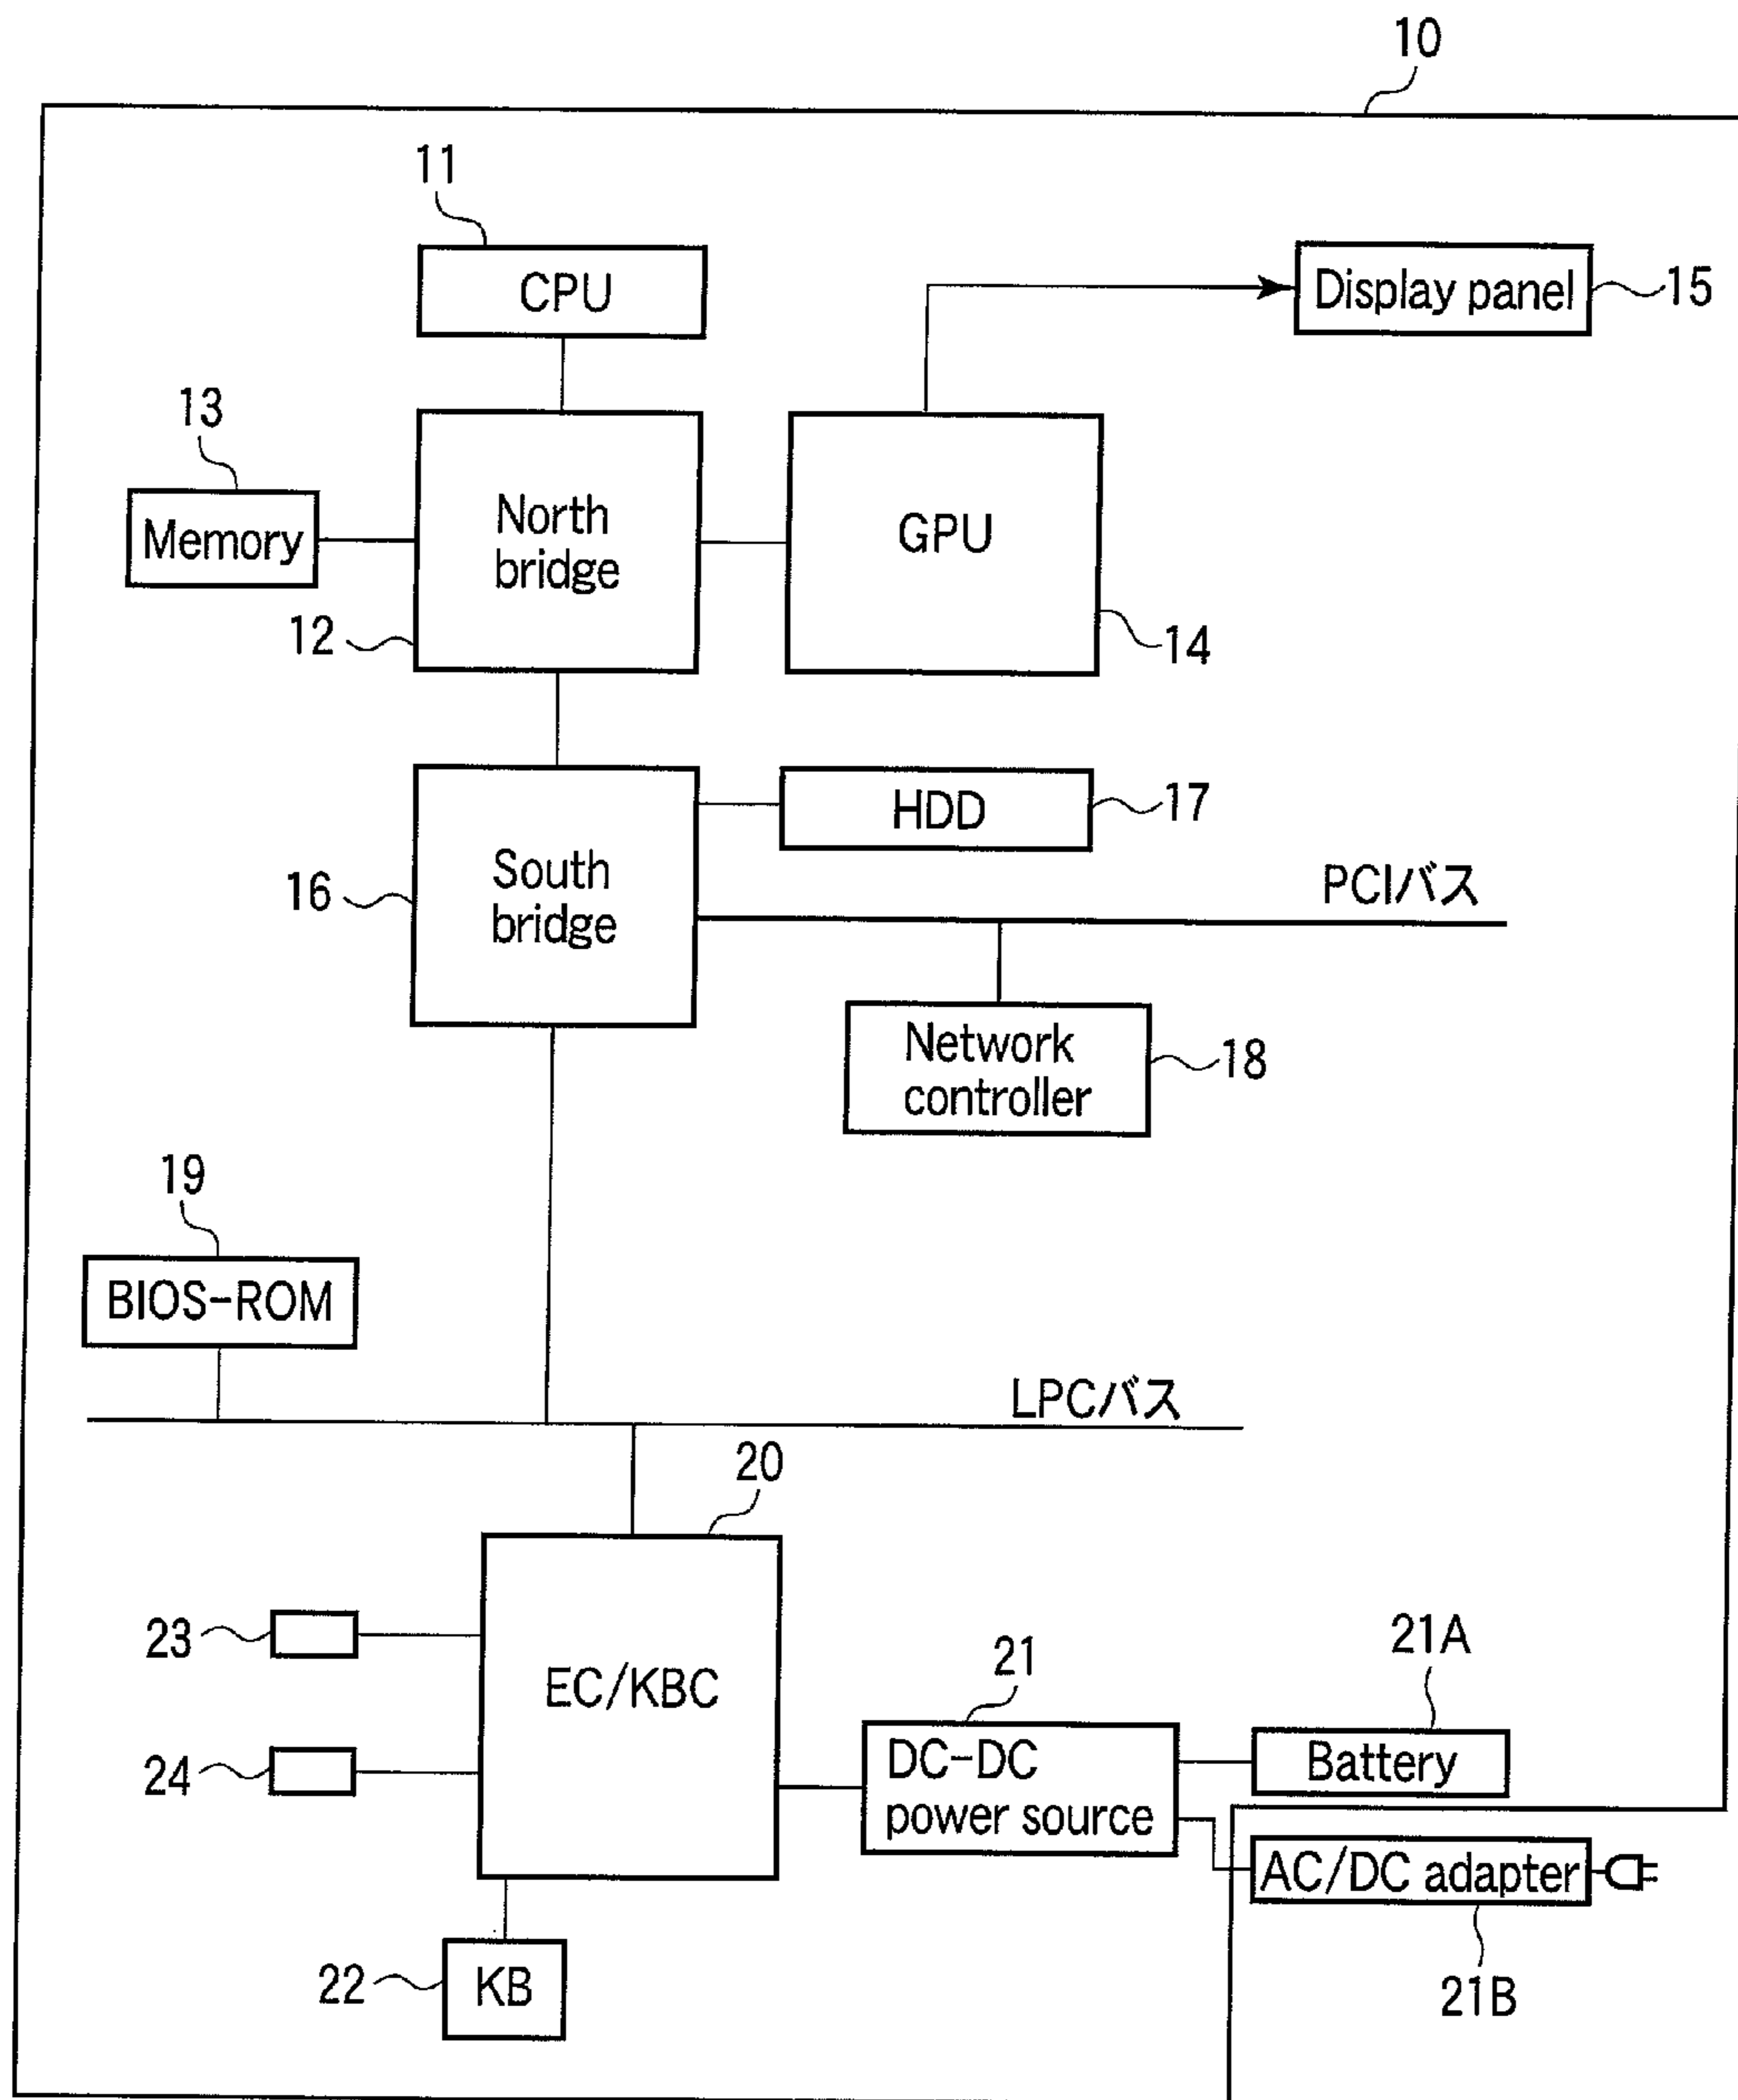 10
11
CPU
Display panel
15
13
Memory
North
bridge
12
GPU
14
HDD
17
South
bridge
16
PCIバス
Network
controller
18
19
BIOS-ROM
LPCバス
20
23
EC/KBC
24
21
DC-DC
power source
21A
Battery
AC/DC adapter
21B
22
KB